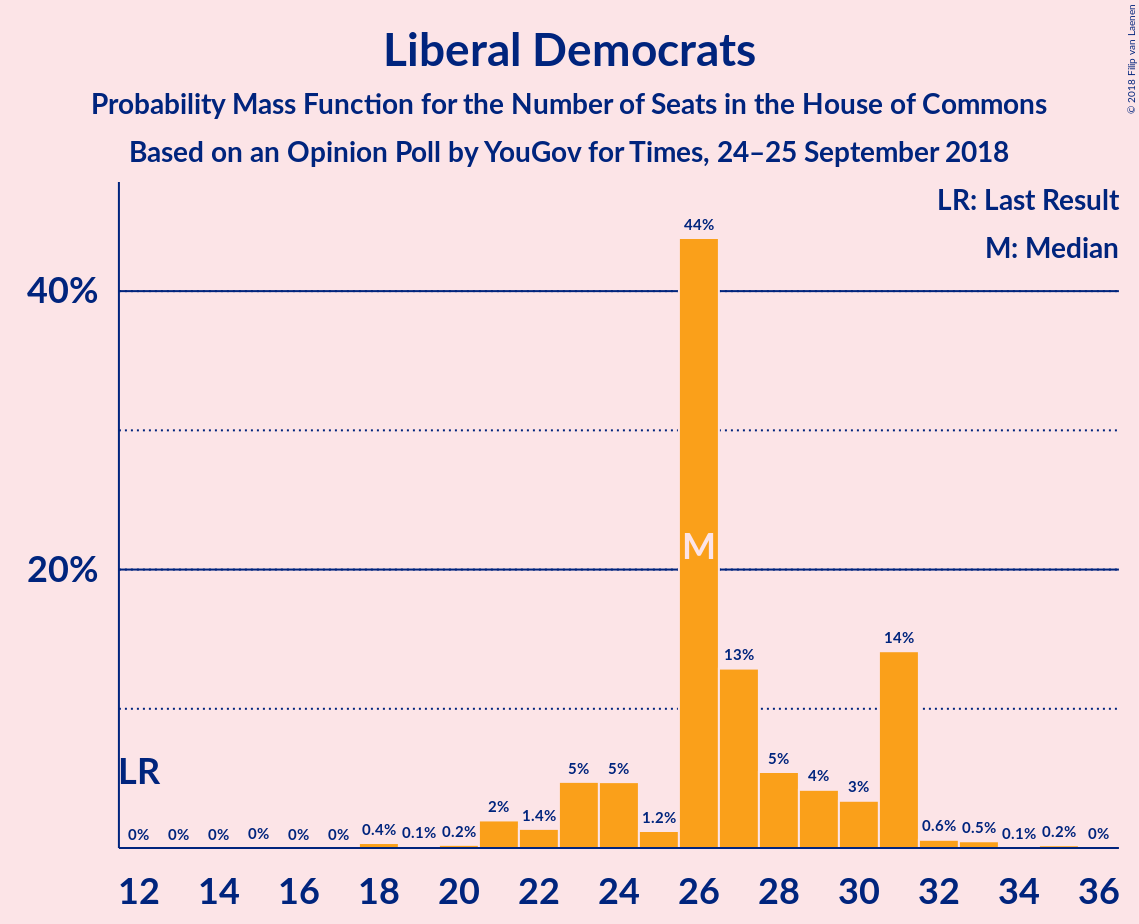 Liberal Democrats
Probability Mass Function for the Number of Seats in the House of Commons
Based on an Opinion Poll by YouGov for Times, 24–25 September 2018
© 2018 Filip van Laenen
LR: Last Result
M: Median
40%
20%
LR
M
0% 0% 0% 0% 0% 0% 0.4% 0.1% 0.2% 2% 1.4% 5% 5% 1.2% 44% 13% 5% 4% 3% 14% 0.6% 0.5% 0.1% 0.2% 0%
12 14 16 18 20 22 24 26 28 30 32 34 36